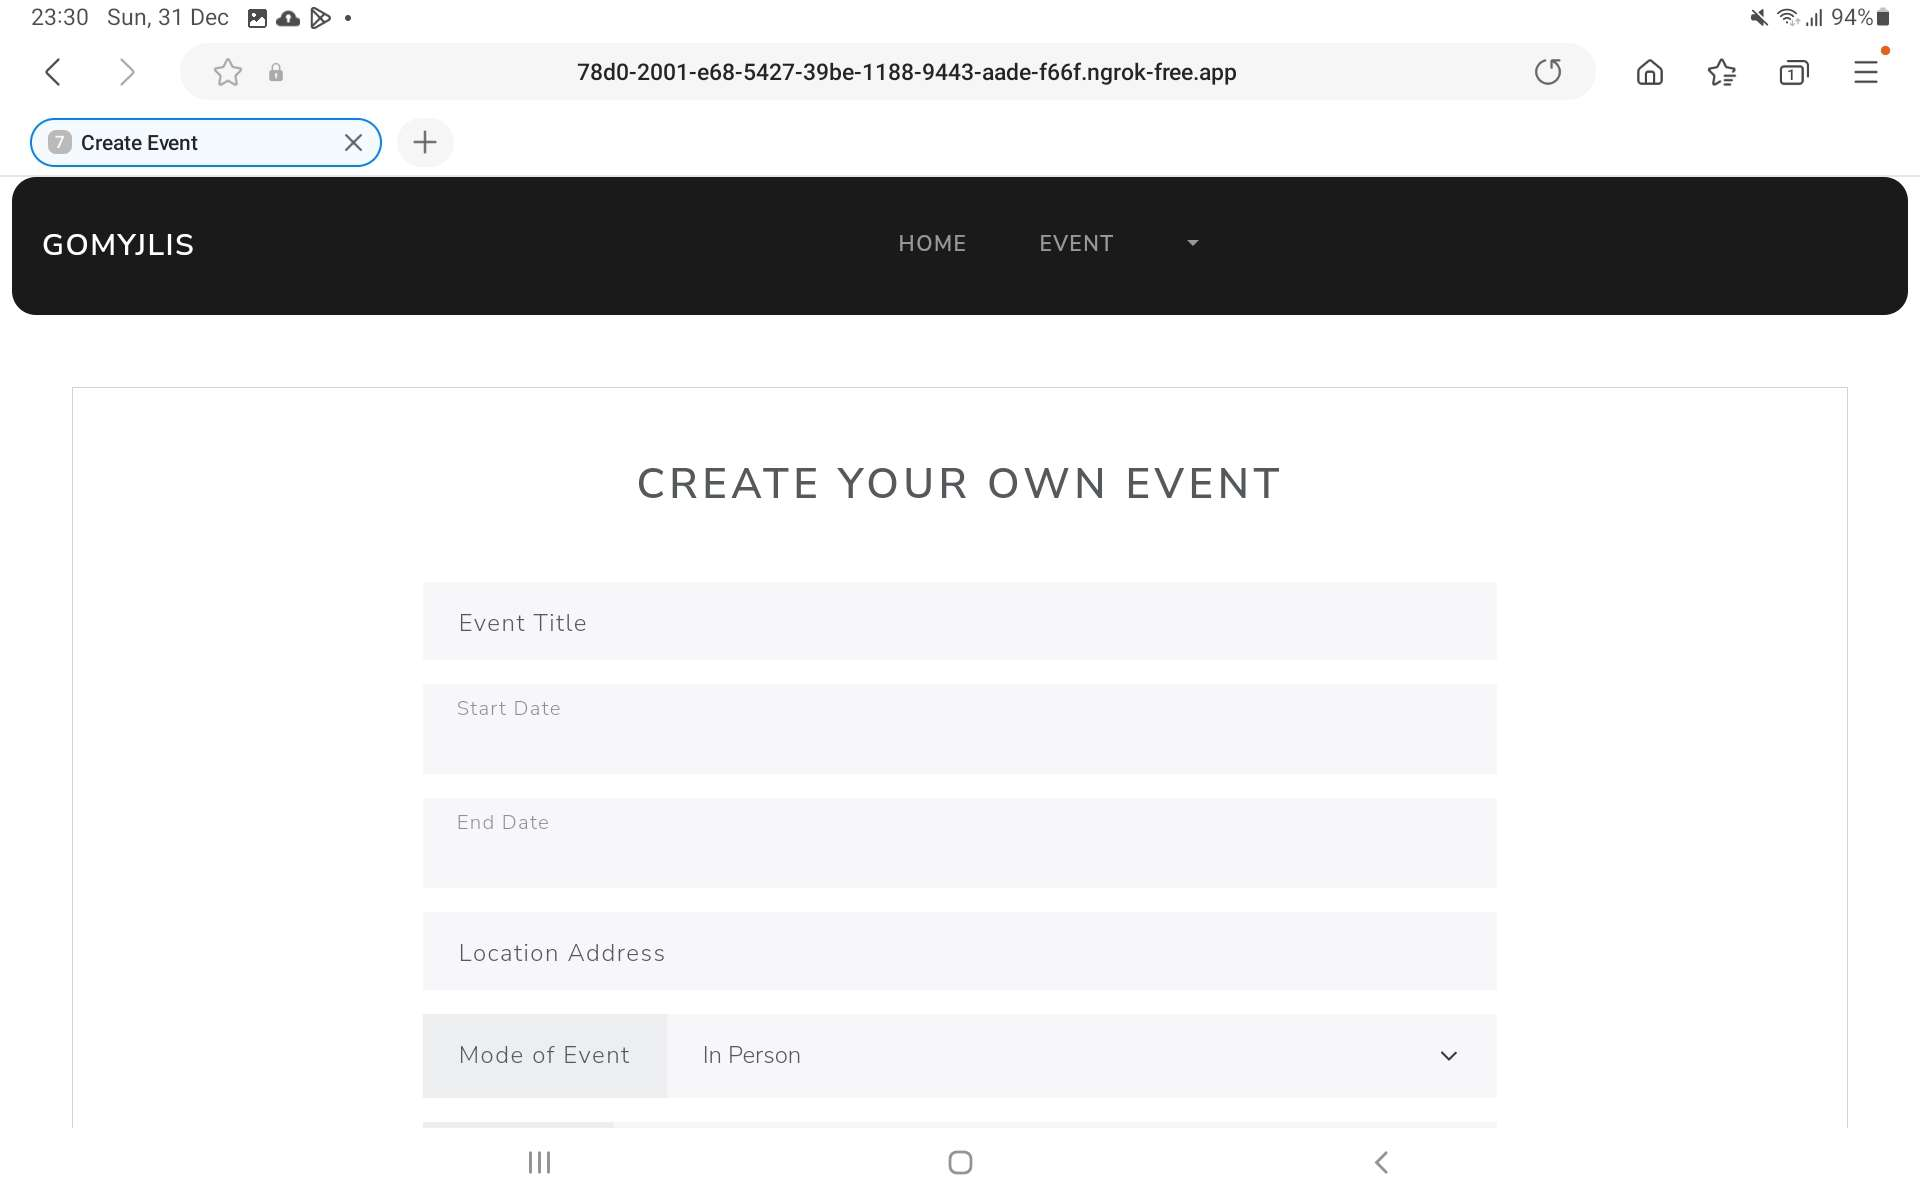 23:30 Sun, 31 Dec
94%
78d0-2001-e68-5427-39be-1188-9443-aade-f66f.ngrok-free.app
1
7 Create Event
GOMYJLIS
HOME EVENT
CREATE YOUR OWN EVENT
Event Title
Start Date
End Date
Location Address
Mode of Event In Person